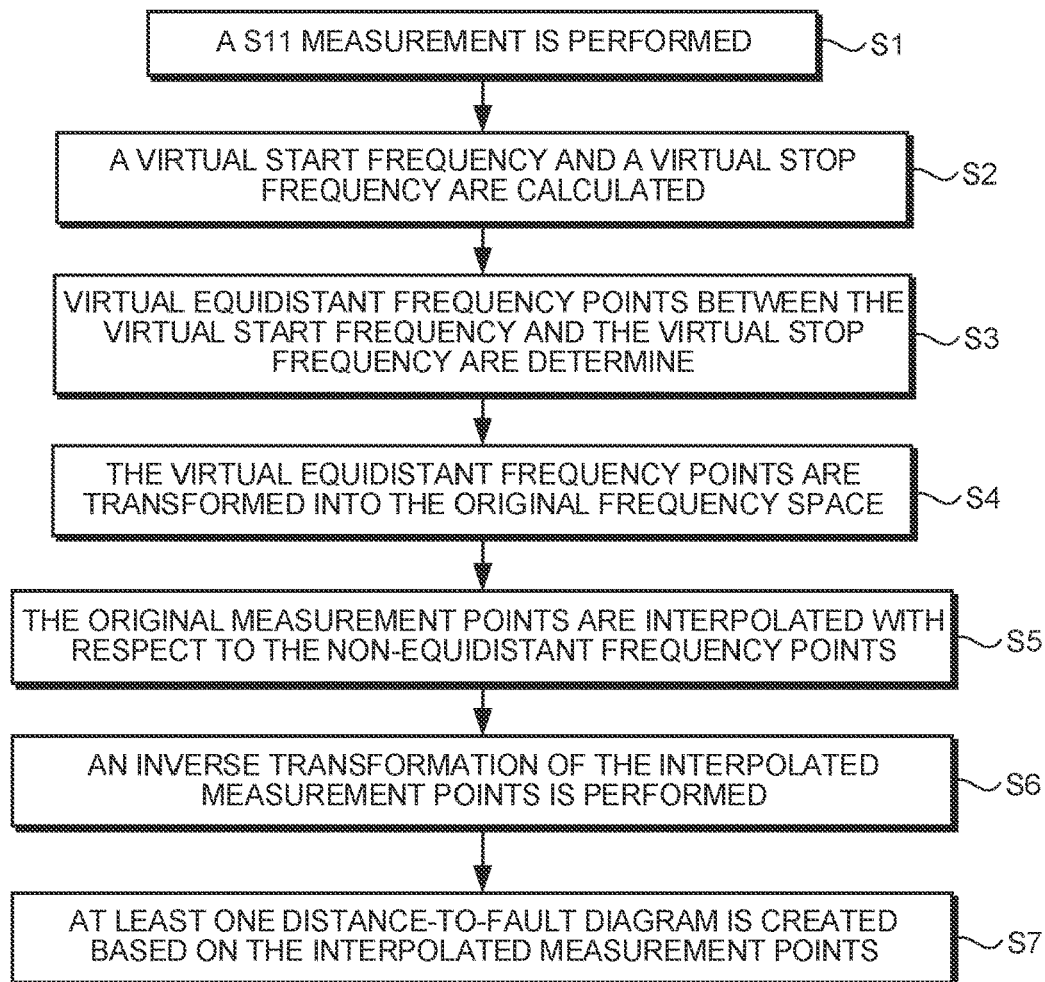 A S11 MEASUREMENT IS PERFORMED
S1
A VIRTUAL START FREQUENCY AND A VIRTUAL STOP
FREQUENCY ARE CALCULATED
S2
VIRTUAL EQUIDISTANT FREQUENCY POINTS BETWEEN THE
VIRTUAL START FREQUENCY AND THE VIRTUAL STOP
FREQUENCY ARE DETERMINE
S3
THE VIRTUAL EQUIDISTANT FREQUENCY POINTS ARE
TRANSFORMED INTO THE ORIGINAL FREQUENCY SPACE
S4
THE ORIGINAL MEASUREMENT POINTS ARE INTERPOLATED WITH
RESPECT TO THE NON-EQUIDISTANT FREQUENCY POINTS
S5
AN INVERSE TRANSFORMATION OF THE INTERPOLATED
MEASUREMENT POINTS IS PERFORMED
S6
AT LEAST ONE DISTANCE-TO-FAULT DIAGRAM IS CREATED
BASED ON THE INTERPOLATED MEASUREMENT POINTS
S7